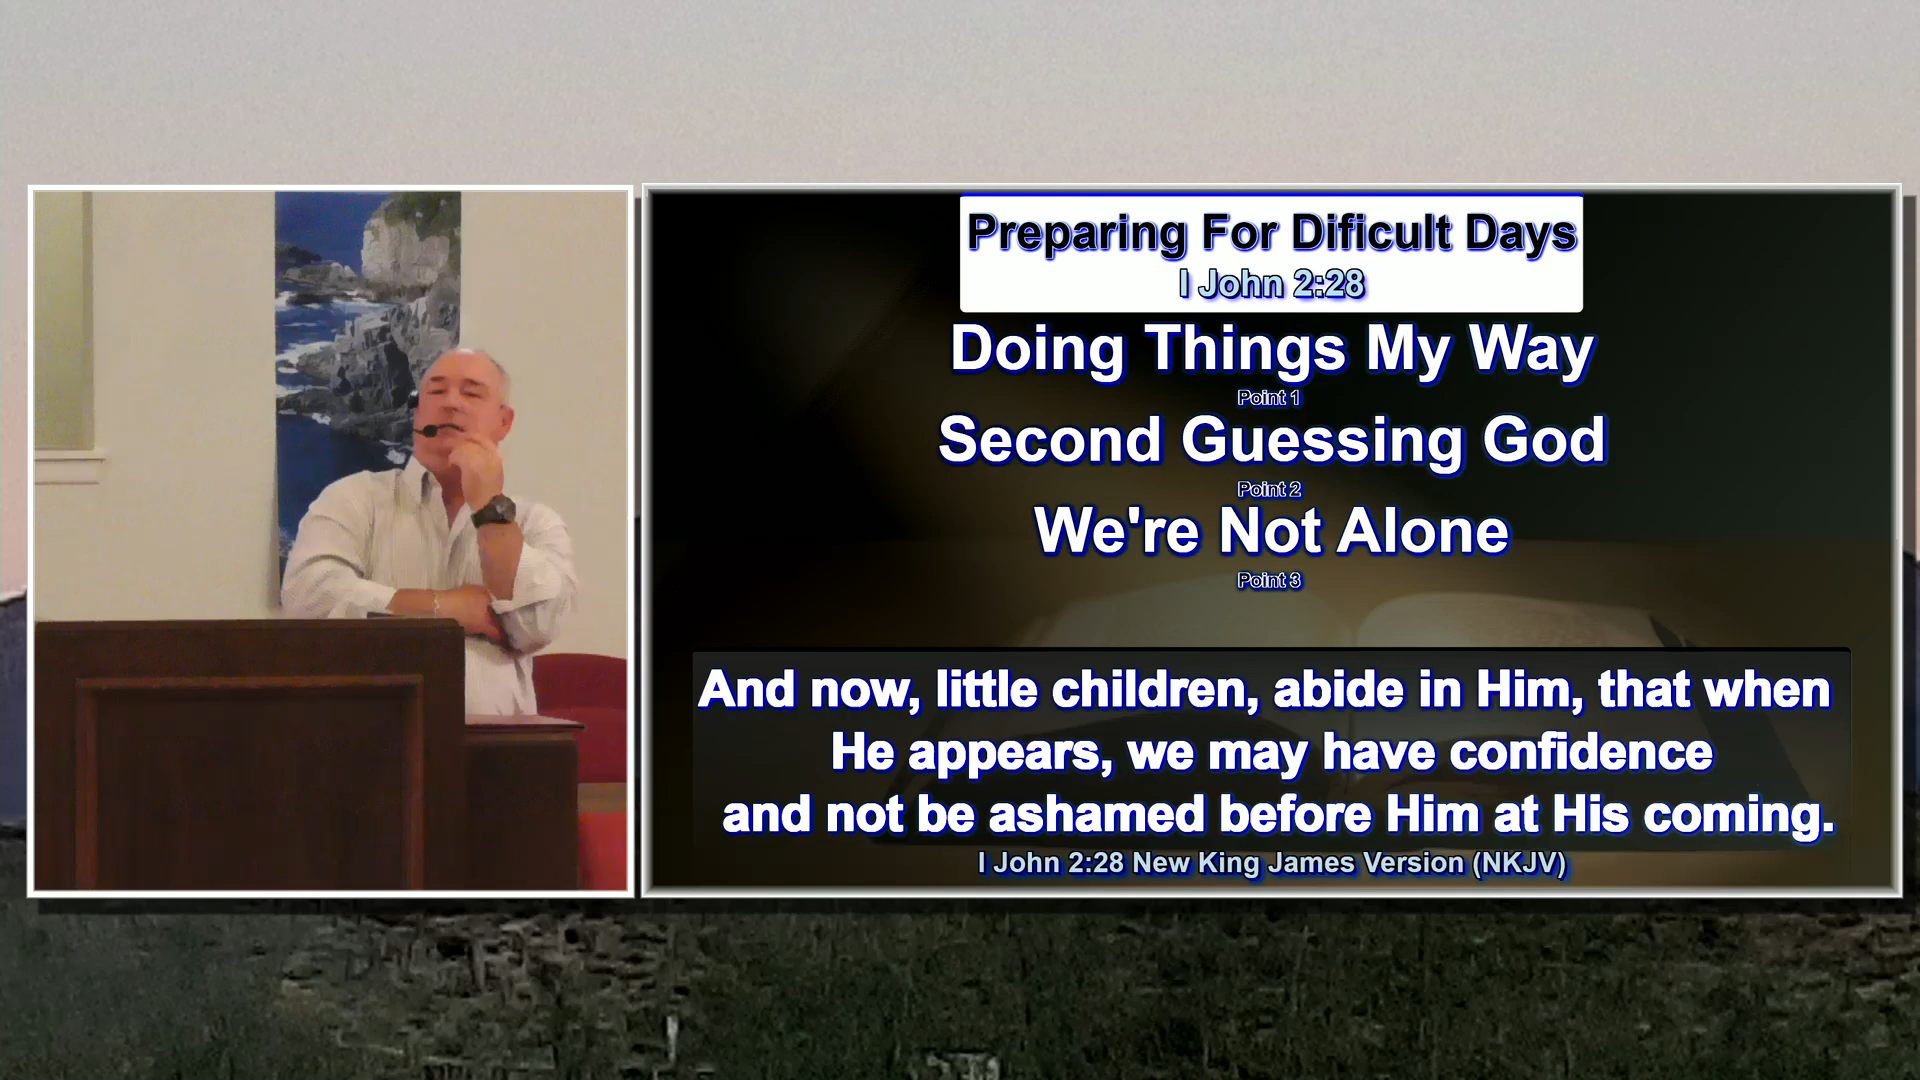 Preparing For Dificult Days
I John 2:28
Doing Things My Way
Point 1
Second Guessing God
Point 2
We're Not Alone
Point 3
And now, little children, abide in Him, that when
He appears, we may have confidence
and not be ashamed before Him at His coming.
I John 2:28 New King James Version (NKJV)